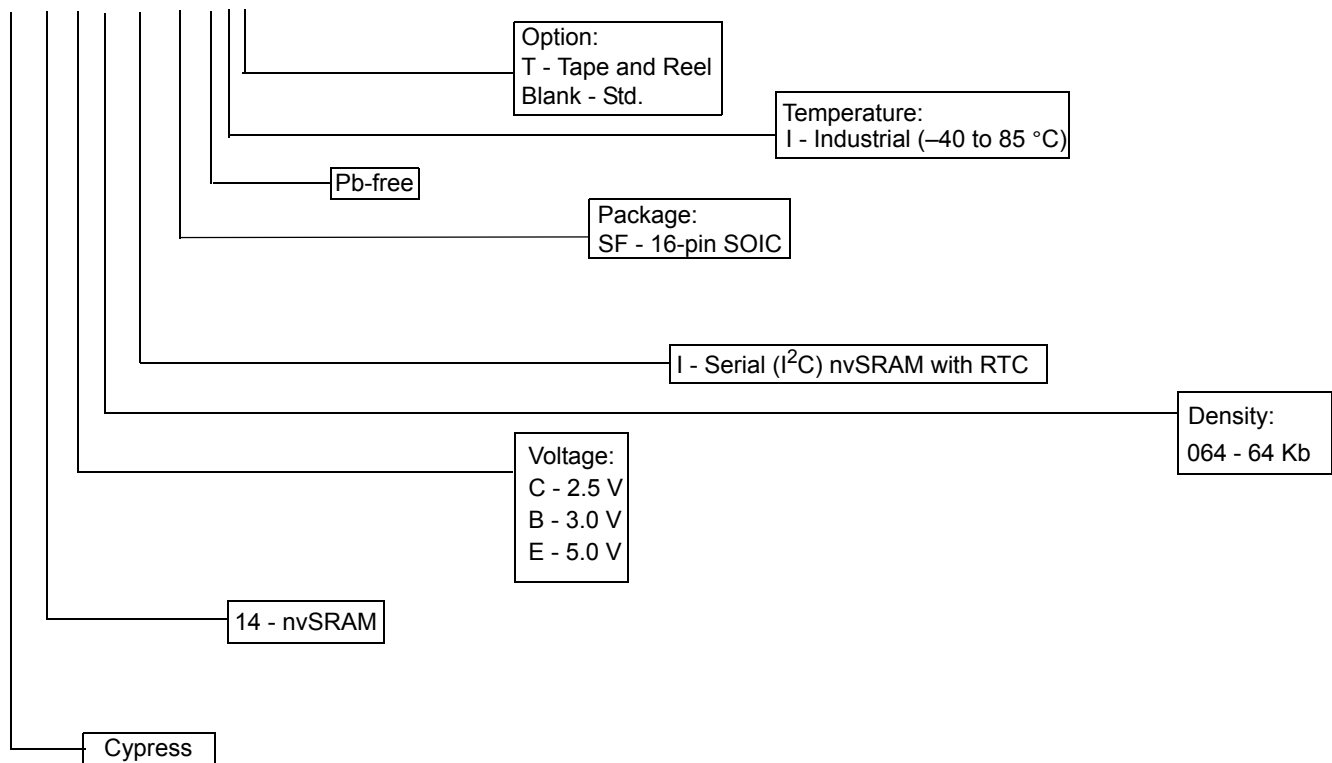 Option:
T - Tape and Reel
Blank - Std.
Temperature:
I - Industrial (–40 to 85 °C)
Pb-free
Package:
SF - 16-pin SOIC
I - Serial (I²C) nvSRAM with RTC
Density:
064 - 64 Kb
Voltage:
C - 2.5 V
B - 3.0 V
E - 5.0 V
14 - nvSRAM
Cypress